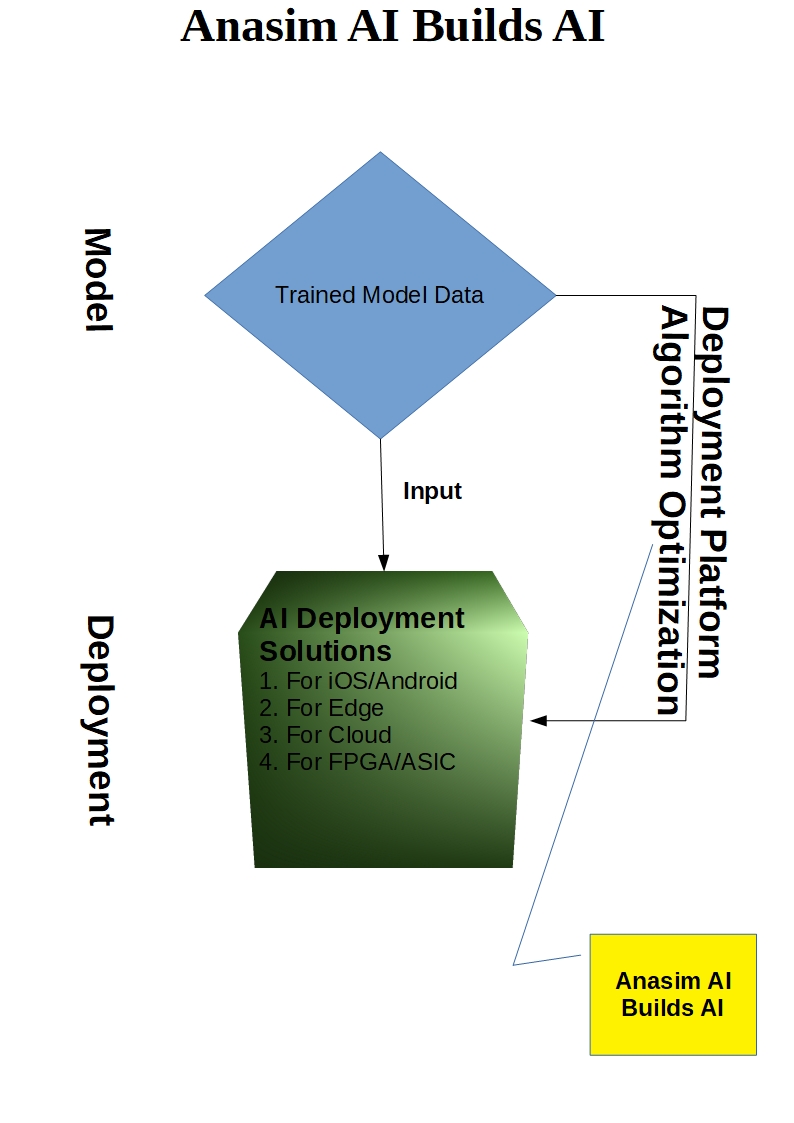 Anasim AI Builds AI
Model
Trained Model Data
Deployment Platform
Algorithm Optimization
Input
Deployment
AI Deployment
Solutions
1. For iOS/Android
2. For Edge
3. For Cloud
4. For FPGA/ASIC
Anasim AI
Builds AI